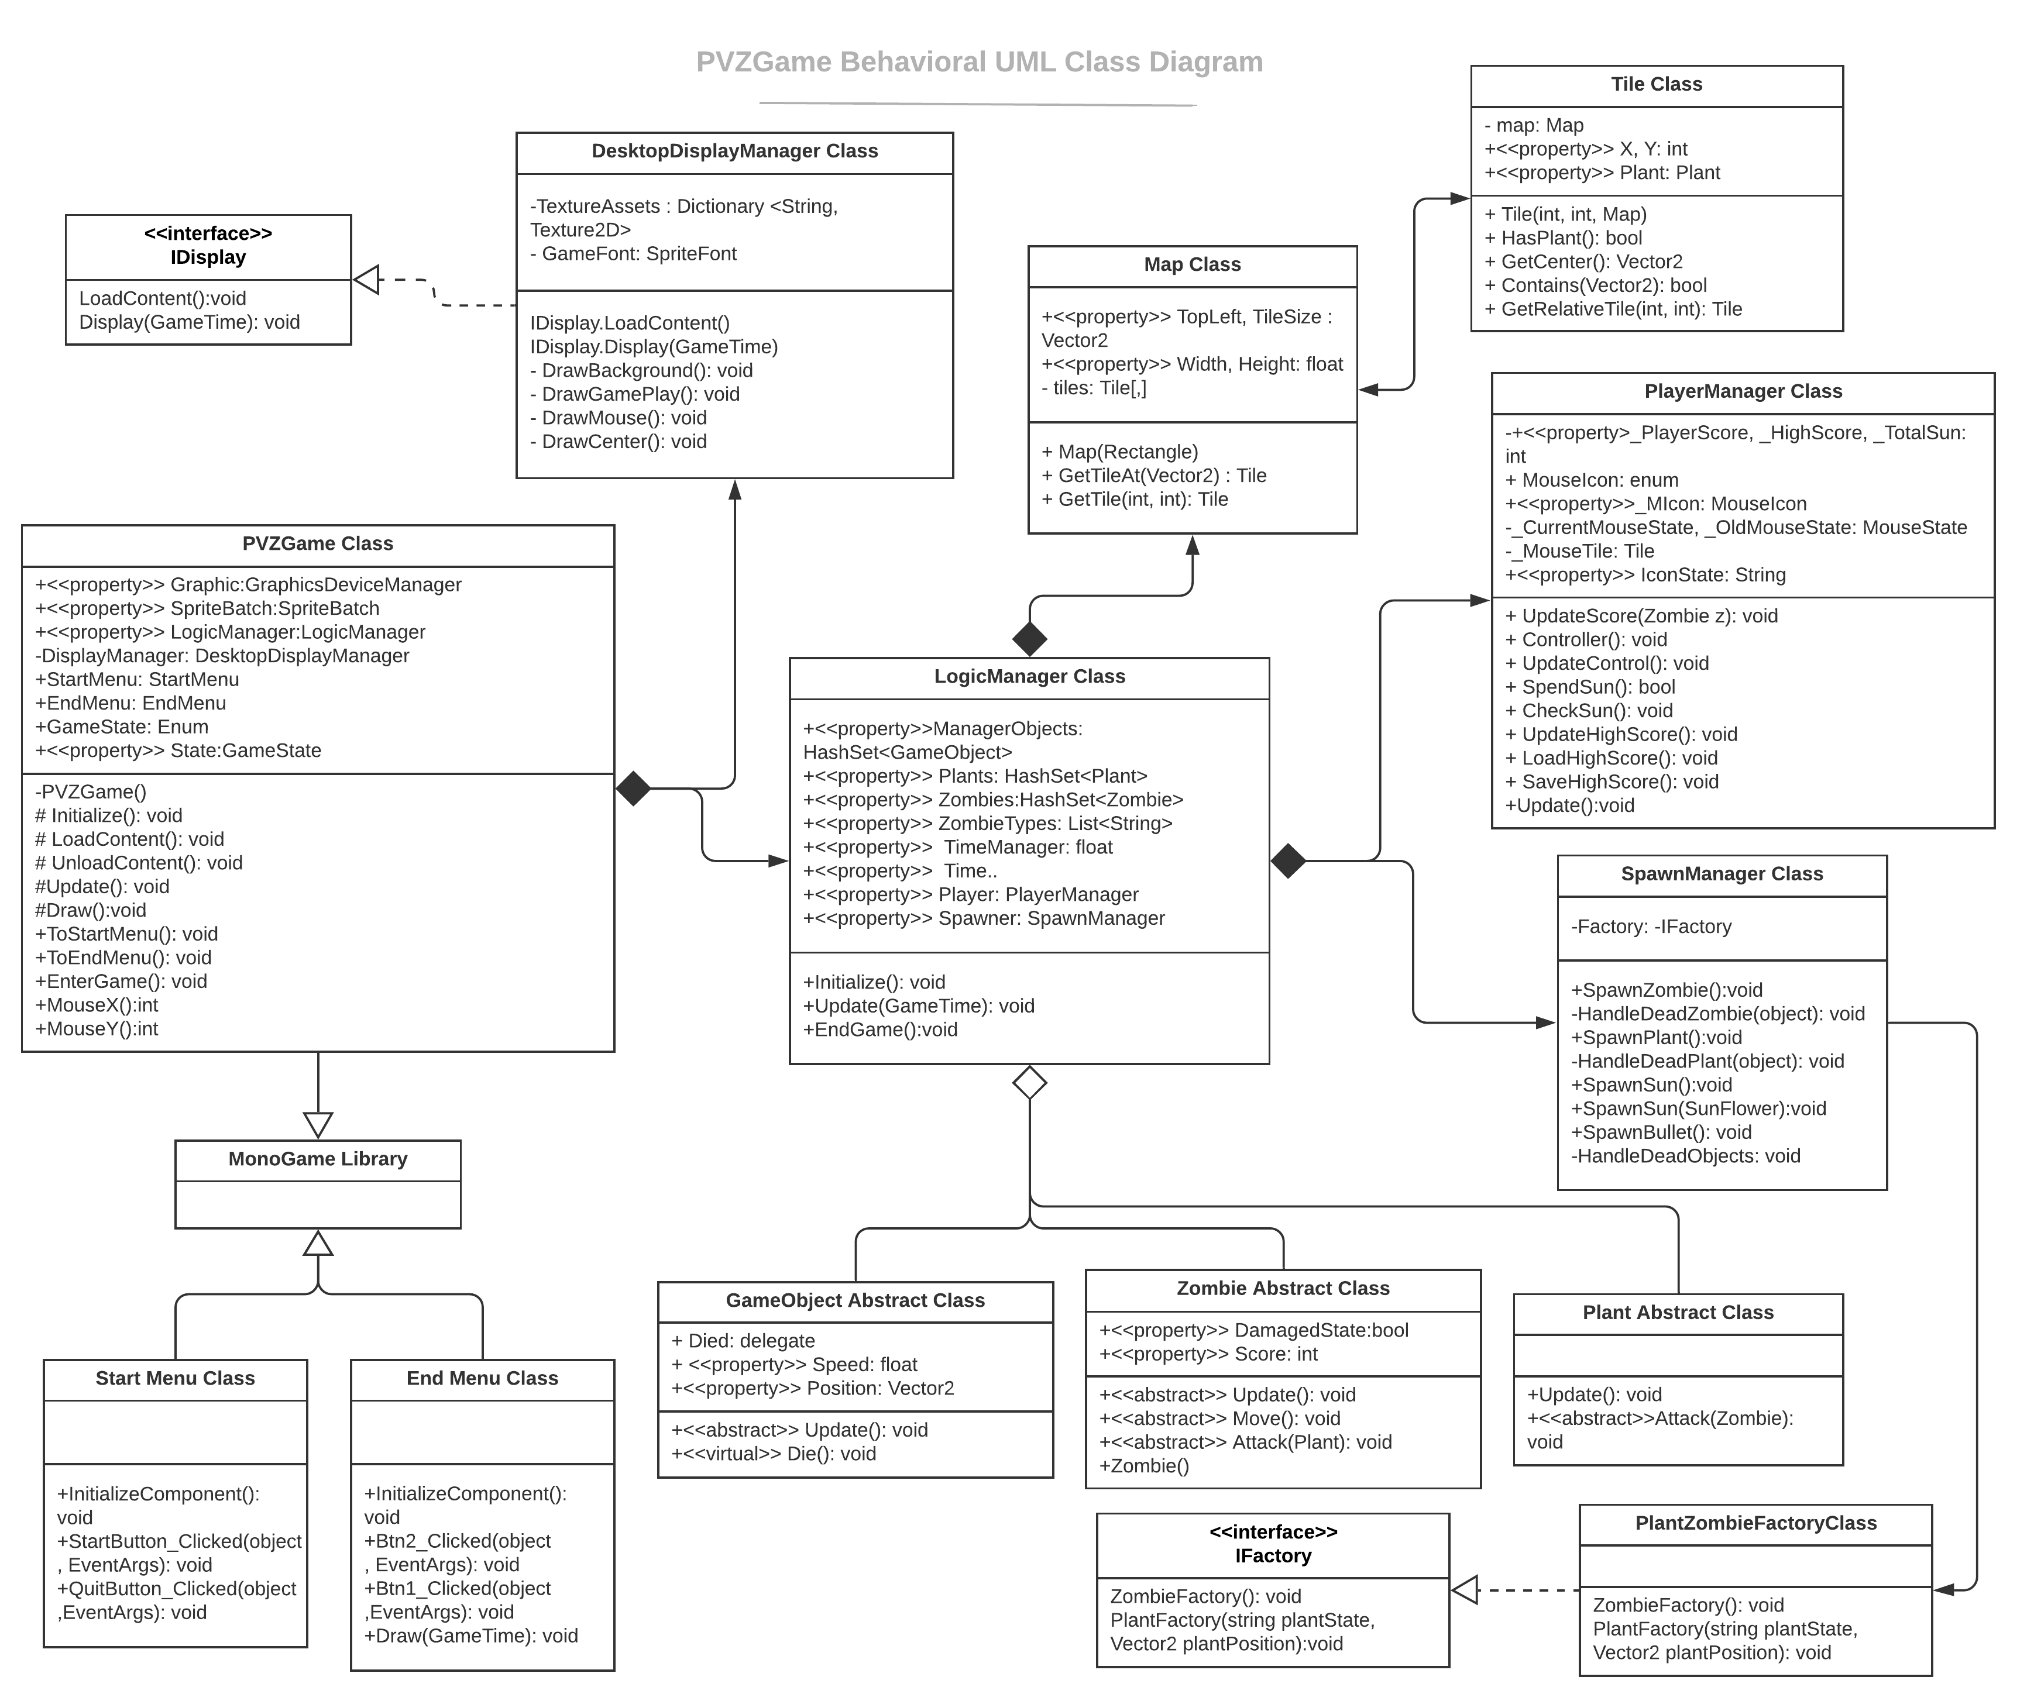 PVZGame Behavioral UML Class Diagram
Tile Class
- map: Map
+<<property>> X, Y: int
+<<property>> Plant: Plant
+ Tile(int, int, Map)
+ HasPlant(): bool
+ GetCenter(): Vector2
+ Contains(Vector2): bool
+ GetRelativeTile(int, int): Tile
DesktopDisplayManager Class
-TextureAssets : Dictionary <String,
Texture2D>
- GameFont: SpriteFont
IDisplay.LoadContent()
IDisplay.Display(GameTime)
- DrawBackground(): void
- DrawGamePlay(): void
- DrawMouse(): void
- DrawCenter(): void
<<interface>>
IDisplay
LoadContent():void
Display(GameTime): void
Map Class
+<<property>> TopLeft, TileSize :
Vector2
+<<property>> Width, Height: float
- tiles: Tile[,]
+ Map(Rectangle)
+ GetTileAt(Vector2) : Tile
+ GetTile(int, int): Tile
PlayerManager Class
-+<<property>_PlayerScore, _HighScore, _TotalSun:
int
+ MouseIcon: enum
+<<property>>_MIcon: MouseIcon
-_CurrentMouseState, _OldMouseState: MouseState
-_MouseTile: Tile
+<<property>> IconState: String
+ UpdateScore(Zombie z): void
+ Controller(): void
+ UpdateControl(): void
+ SpendSun(): bool
+ CheckSun(): void
+ UpdateHighScore(): void
+ LoadHighScore(): void
+ SaveHighScore(): void
+Update():void
PVZGame Class
+<<property>> Graphic:GraphicsDeviceManager
+<<property>> SpriteBatch:SpriteBatch
+<<property>> LogicManager:LogicManager
-DisplayManager: DesktopDisplayManager
+StartMenu: StartMenu
+EndMenu: EndMenu
+GameState: Enum
+<<property>> State:GameState
-PVZGame()
# Initialize(): void
# LoadContent(): void
# UnloadContent(): void
#Update(): void
#Draw():void
+ToStartMenu(): void
+ToEndMenu(): void
+EnterGame(): void
+MouseX():int
+MouseY():int
LogicManager Class
+<<property>>ManagerObjects:
HashSet<GameObject>
+<<property>> Plants: HashSet<Plant>
+<<property>> Zombies:HashSet<Zombie>
+<<property>> ZombieTypes: List<String>
+<<property>>  TimeManager: float
+<<property>>  Time..
+<<property>> Player: PlayerManager
+<<property>> Spawner: SpawnManager
+Initialize(): void
+Update(GameTime): void
+EndGame():void
SpawnManager Class
-Factory: -IFactory
+SpawnZombie():void
-HandleDeadZombie(object): void
+SpawnPlant():void
-HandleDeadPlant(object): void
+SpawnSun():void
+SpawnSun(SunFlower):void
+SpawnBullet(): void
-HandleDeadObjects: void
MonoGame Library
Start Menu Class
+InitializeComponent():
void
+StartButton_Clicked(object
, EventArgs): void
+QuitButton_Clicked(object
,EventArgs): void
End Menu Class
+InitializeComponent():
void
+Btn2_Clicked(object
, EventArgs): void
+Btn1_Clicked(object
,EventArgs): void
+Draw(GameTime): void
GameObject Abstract Class
+ Died: delegate
+ <<property>> Speed: float
+<<property>> Position: Vector2
+<<abstract>> Update(): void
+<<virtual>> Die(): void
Zombie Abstract Class
+<<property>> DamagedState:bool
+<<property>> Score: int
+<<abstract>> Update(): void
+<<abstract>> Move(): void
+<<abstract>> Attack(Plant): void
+Zombie()
Plant Abstract Class
+Update(): void
+<<abstract>>Attack(Zombie):
void
<<interface>>
IFactory
ZombieFactory(): void
PlantFactory(string plantState,
Vector2 plantPosition):void
PlantZombieFactoryClass
ZombieFactory(): void
PlantFactory(string plantState,
Vector2 plantPosition): void